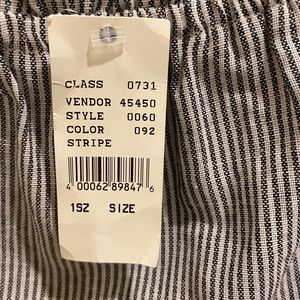 CLASS 0731
VENDOR 45450
STYLE 0060
COLOR 092
STRIPE
4 00062 89847 6
1SZ SIZE